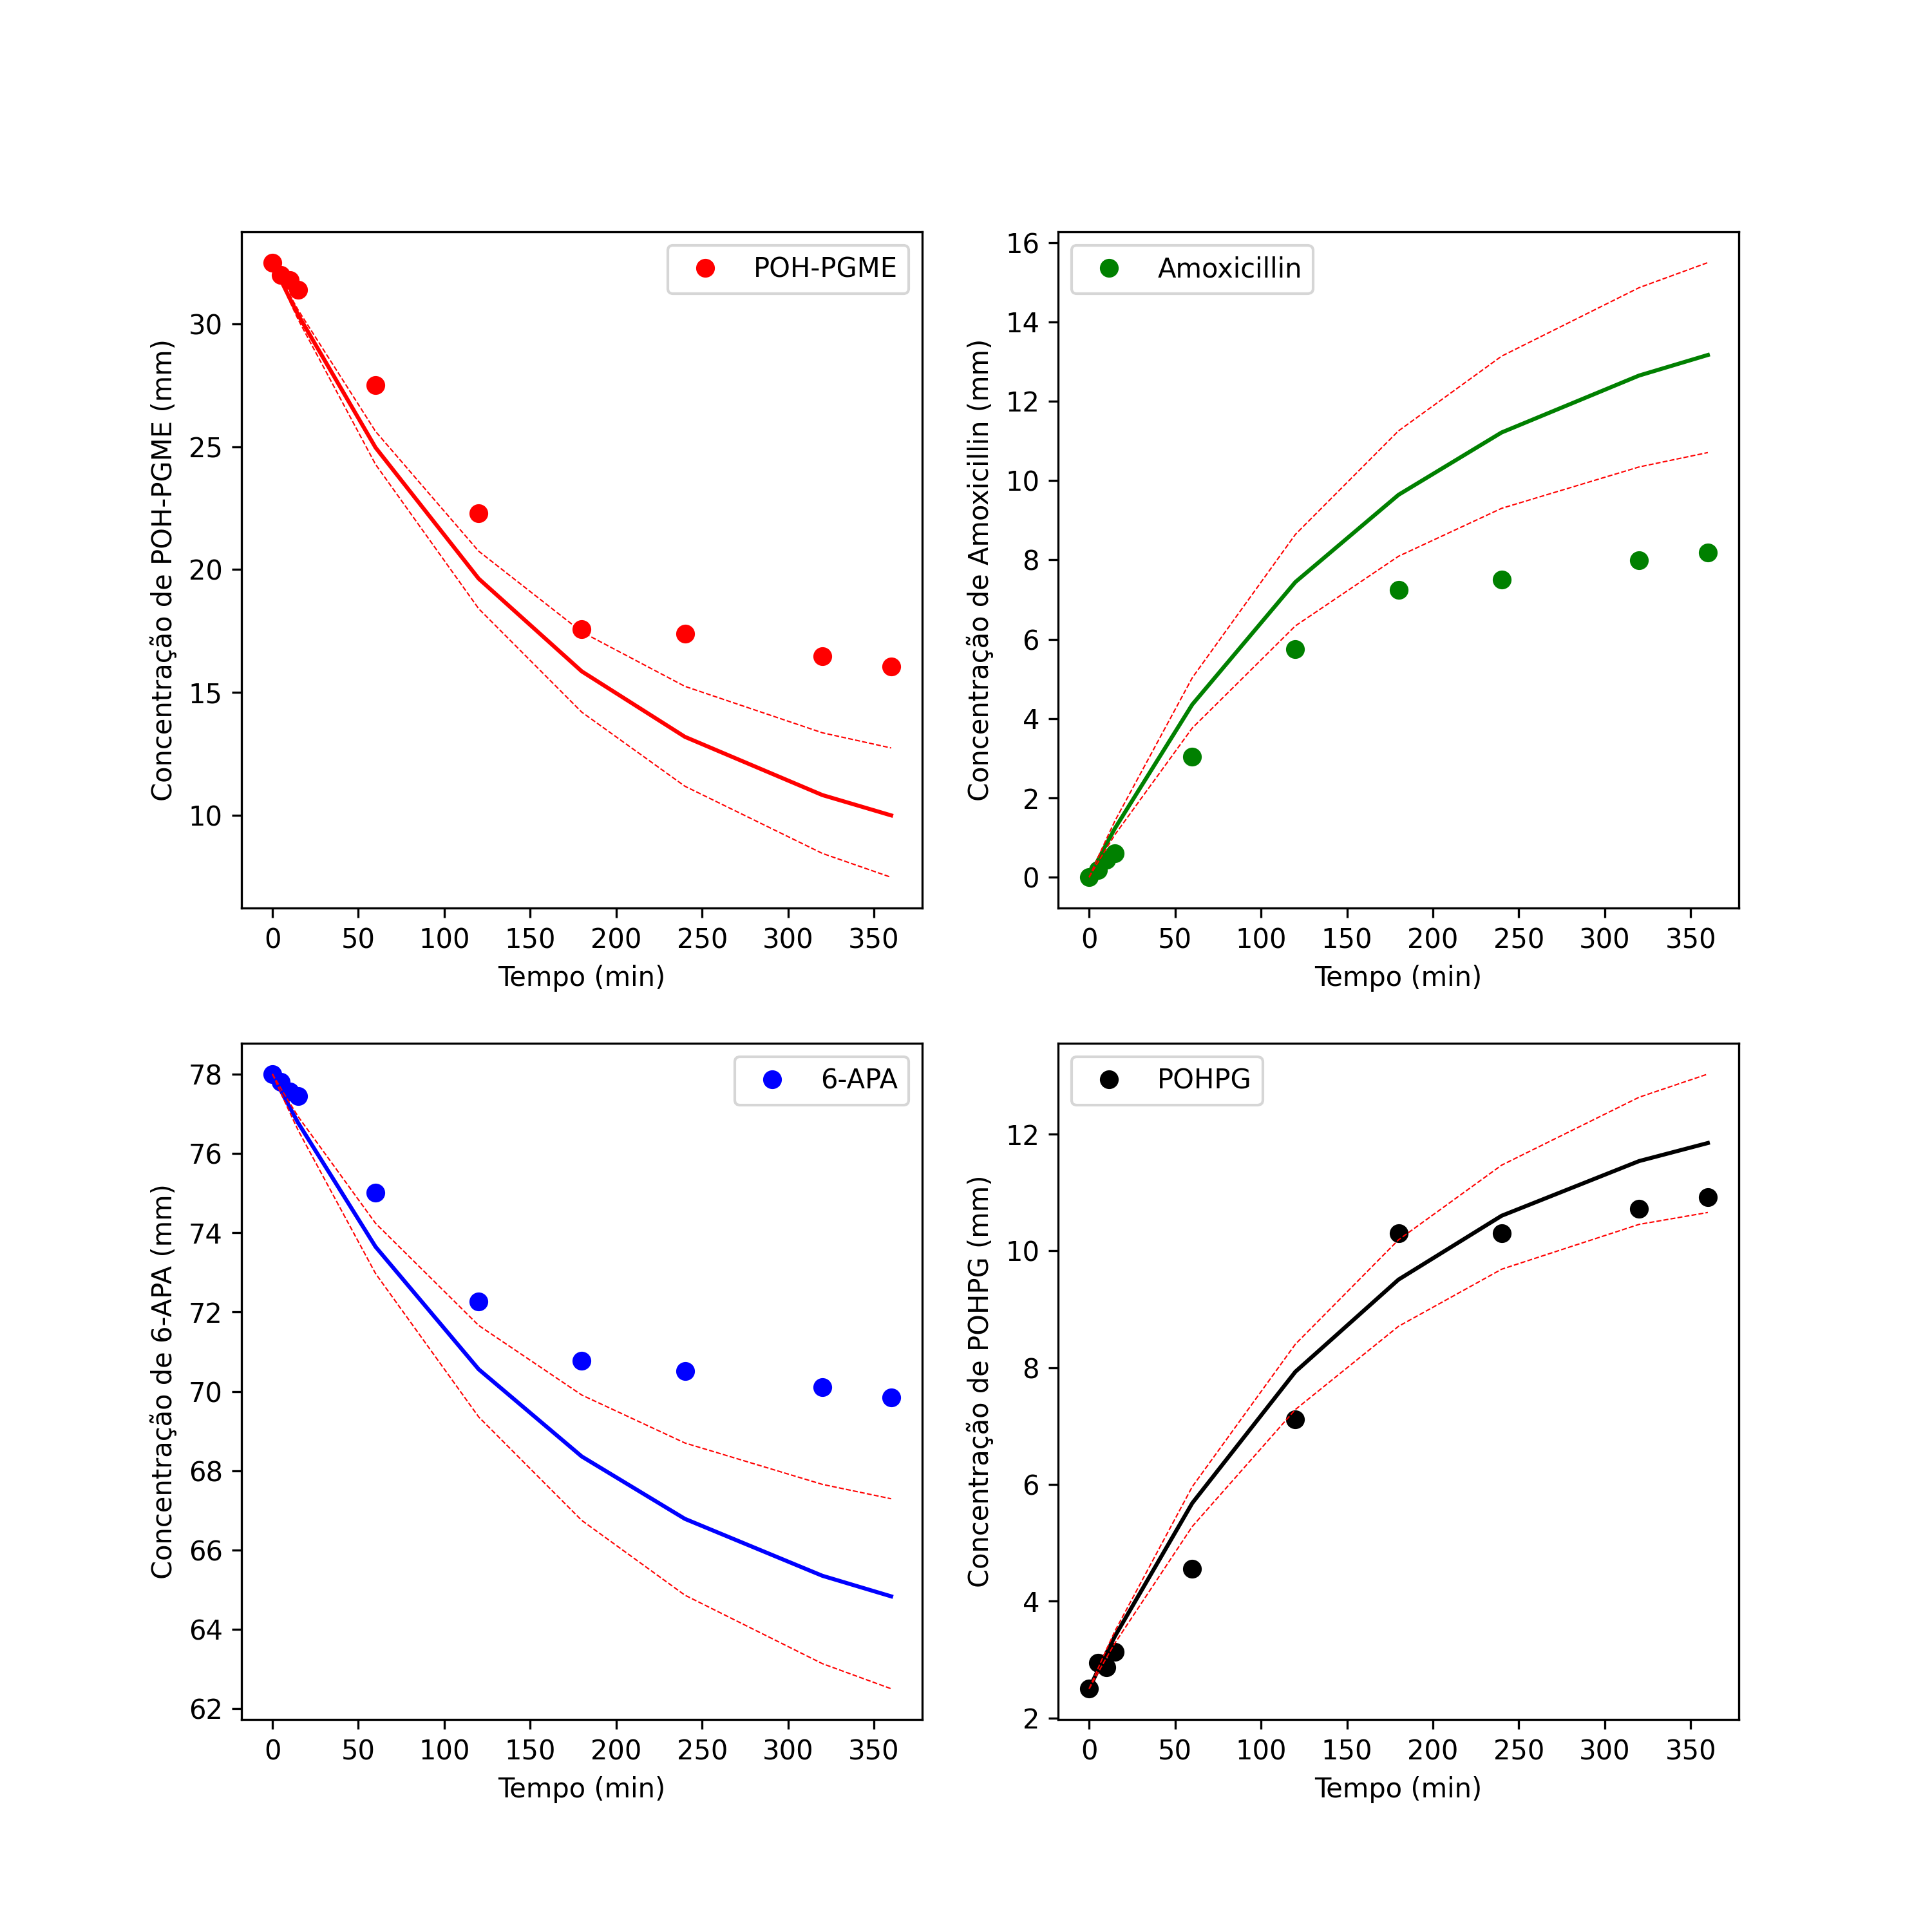 POH-PGME
Concentração de POH-PGME (mm)
30
25
20
15
10
0 50 100 150 200 250 300 350
Tempo (min)
Amoxicillin
Concentração de Amoxicillin (mm)
16
14
12
10
8
6
4
2
0
0 50 100 150 200 250 300 350
Tempo (min)
6-APA
Concentração de 6-APA (mm)
78
76
74
72
70
68
66
64
62
0 50 100 150 200 250 300 350
Tempo (min)
POHPG
Concentração de POHPG (mm)
12
10
8
6
4
2
0 50 100 150 200 250 300 350
Tempo (min)